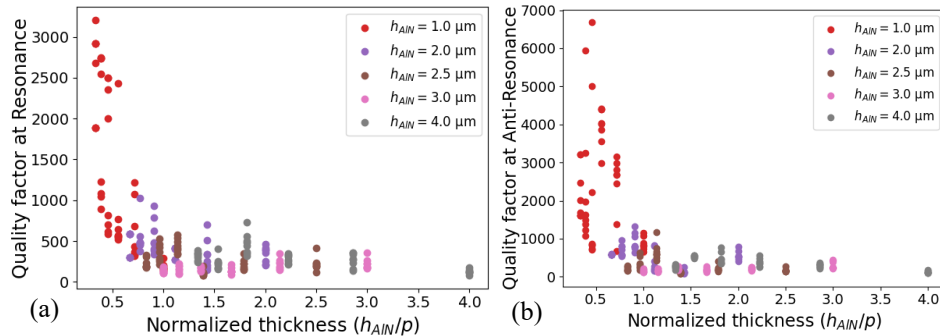 Quality factor at Resonance
3000
2500
2000
1500
1000
500
0
h_AlN = 1.0 μm
h_AlN = 2.0 μm
h_AlN = 2.5 μm
h_AlN = 3.0 μm
h_AlN = 4.0 μm
0.5 1.0 1.5 2.0 2.5 3.0 3.5 4.0
Normalized thickness (h_AlN/p)
(a)
Quality factor at Anti-Resonance
7000
6000
5000
4000
3000
2000
1000
0
h_AlN = 1.0 μm
h_AlN = 2.0 μm
h_AlN = 2.5 μm
h_AlN = 3.0 μm
h_AlN = 4.0 μm
0.5 1.0 1.5 2.0 2.5 3.0 3.5 4.0
Normalized thickness (h_AlN/p)
(b)